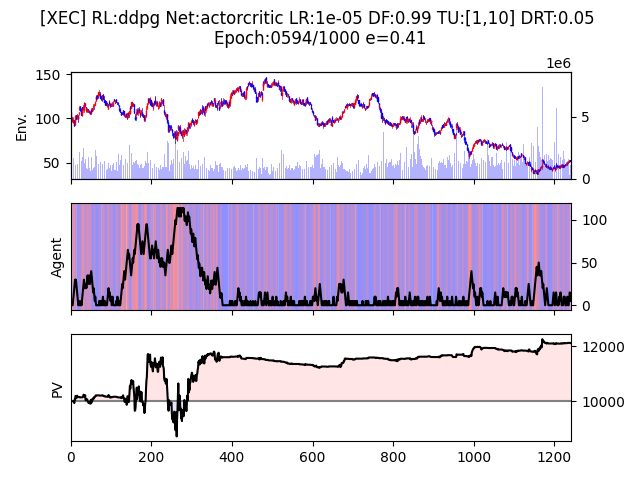 [XEC] RL:ddpg Net:actorcritic LR:1e-05 DF:0.99 TU:[1,10] DRT:0.05
Epoch:0594/1000 e=0.41
1e6
150
100
50
Env.
5
0
Agent
100
50
0
PV
12000
10000
0
200
400
600
800
1000
1200